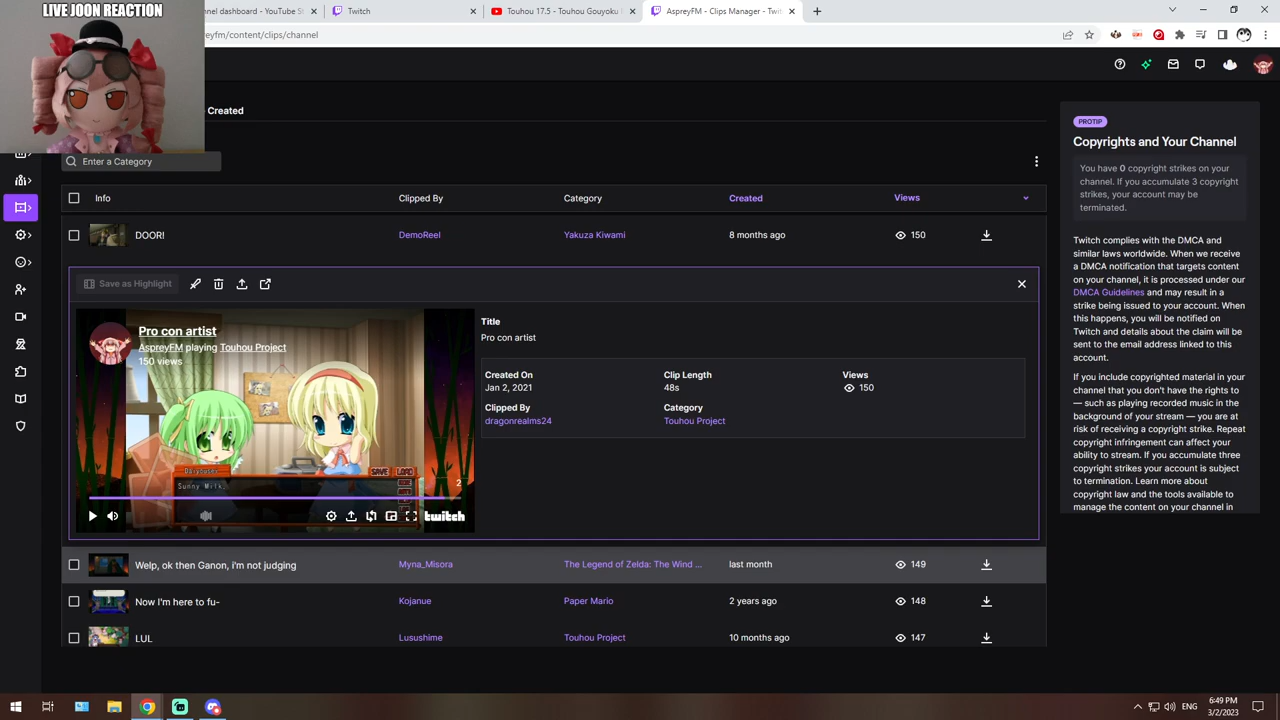 LIVE JOON REACTION
nnel dashboard - YouTube S
Twitch
Touhou 17.5 - Touhou Gouyoku
AspreyFM - Clips Manager - Twit
eyfm/content/clips/channel
Created
Enter a Category
Info
Clipped By
Category
Created
Views
DOOR!
DemoReel
Yakuza Kiwami
8 months ago
150
Save as Highlight
Pro con artist
AspreyFM playing Touhou Project
150 views
SAVE LOAD
Sunny Milk
2
twitch
Title
Pro con artist
Created On
Clip Length
Views
Jan 2, 2021
48s
150
Clipped By
Category
dragonrealms24
Touhou Project
Welp, ok then Ganon, i'm not judging
Myna_Misora
The Legend of Zelda: The Wind ...
last month
149
Now I'm here to fu-
Kojanue
Paper Mario
2 years ago
148
LUL
Lusushime
Touhou Project
10 months ago
147
PROTIP
Copyrights and Your Channel
You have 0 copyright strikes on
your channel. If you accumulate 3 copyright
strikes, your account may be
terminated.
Twitch complies with the DMCA and
similar laws worldwide. When we receive
a DMCA notification that targets content
on your channel, it is processed under our
DMCA Guidelines and may result in a
strike being issued to your account. When
this happens, you will be notified on
Twitch and details about the claim will be
sent to the email address linked to this
account.
If you include copyrighted material in your
channel that you don't have the rights to
— such as playing recorded music in the
background of your stream — you are at
risk of receiving a copyright strike. Repeat
copyright infringement can affect your
ability to stream. If you accumulate three
copyright strikes your account is subject to
termination. Learn more about
copyright law and the tools available to
manage the content on your channel in
ENG
6:49 PM
3/2/2023